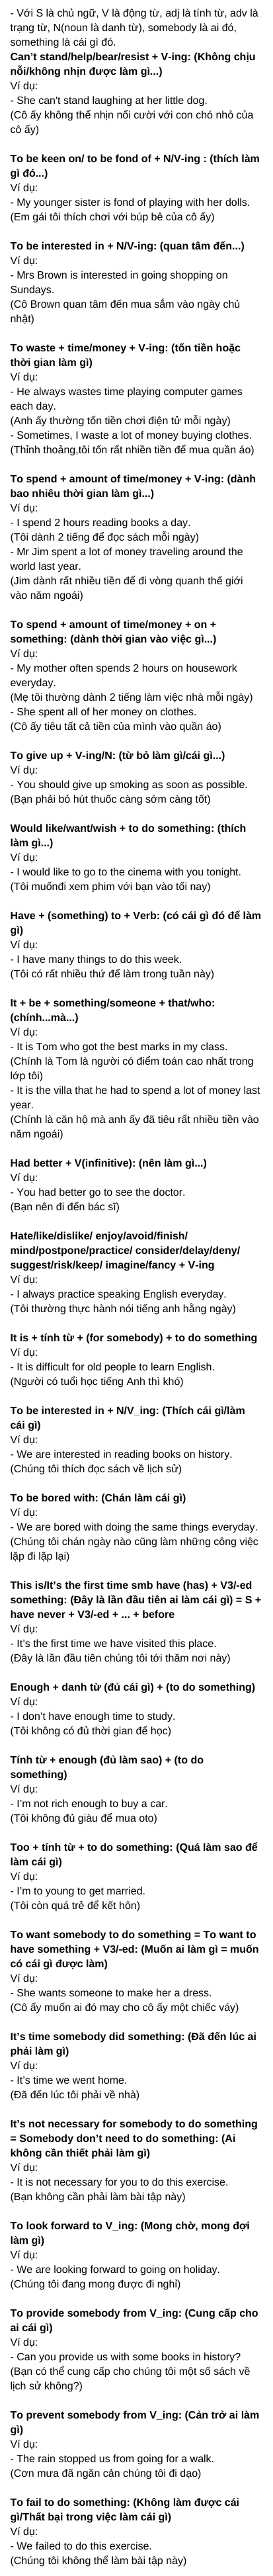 - Với S là chủ ngữ, V là động từ, adj là tính từ, adv là
trạng từ, N(noun là danh từ), somebody là ai đó,
something là cái gì đó.
Can't stand/help/bear/resist + V-ing: (Không chịu
nỗi/không nhịn được làm gì...)
Ví dụ:
- She can't stand laughing at her little dog.
(Cô ấy không thể nhịn nổi cười với con chó nhỏ của
cô ấy)
To be keen on/ to be fond of + N/V-ing : (thích làm
gì đó...)
Ví dụ:
- My younger sister is fond of playing with her dolls.
(Em gái tôi thích chơi với búp bê của cô ấy)
To be interested in + N/V-ing: (quan tâm đến...)
Ví dụ:
- Mrs Brown is interested in going shopping on
Sundays.
(Cô Brown quan tâm đến mua sắm vào ngày chủ
nhật)
To waste + time/money + V-ing: (tốn tiền hoặc
thời gian làm gì)
Ví dụ:
- He always wastes time playing computer games
each day.
(Anh ấy thường tốn tiền chơi điện tử mỗi ngày)
- Sometimes, I waste a lot of money buying clothes.
(Thỉnh thoảng,tôi tốn rất nhiền tiền để mua quần áo)
To spend + amount of time/money + V-ing: (dành
bao nhiêu thời gian làm gì...)
Ví dụ:
- I spend 2 hours reading books a day.
(Tôi dành 2 tiếng để đọc sách mỗi ngày)
- Mr Jim spent a lot of money traveling around the
world last year.
(Jim dành rất nhiều tiền để đi vòng quanh thế giới
vào năm ngoái)
To spend + amount of time/money + on +
something: (dành thời gian vào việc gì...)
Ví dụ:
- My mother often spends 2 hours on housework
everyday.
(Mẹ tôi thường dành 2 tiếng làm việc nhà mỗi ngày)
- She spent all of her money on clothes.
(Cô ấy tiêu tất cả tiền của mình vào quần áo)
To give up + V-ing/N: (từ bỏ làm gì/cái gì...)
Ví dụ:
- You should give up smoking as soon as possible.
(Bạn phải bỏ hút thuốc càng sớm càng tốt)
Would like/want/wish + to do something: (thích
làm gì...)
Ví dụ:
- I would like to go to the cinema with you tonight.
(Tôi muốnđi xem phim với bạn vào tối nay)
Have + (something) to + Verb: (có cái gì đó để làm
gì)
Ví dụ:
- I have many things to do this week.
(Tôi có rất nhiều thứ để làm trong tuần này)
It + be + something/someone + that/who:
(chính...mà...)
Ví dụ:
- It is Tom who got the best marks in my class.
(Chính là Tom là người có điểm toán cao nhất trong
lớp tôi)
- It is the villa that he had to spend a lot of money last
year.
(Chính là căn hộ mà anh ấy đã tiêu rất nhiều tiền vào
năm ngoái)
Had better + V(infinitive): (nên làm gì...)
Ví dụ:
- You had better go to see the doctor.
(Bạn nên đi đến bác sĩ)
Hate/like/dislike/ enjoy/avoid/finish/
mind/postpone/practice/ consider/delay/deny/
suggest/risk/keep/ imagine/fancy + V-ing
Ví dụ:
- I always practice speaking English everyday.
(Tôi thường thực hành nói tiếng anh hằng ngày)
It is + tính từ + (for somebody) + to do something
Ví dụ:
- It is difficult for old people to learn English.
(Người có tuổi học tiếng Anh thì khó)
To be interested in + N/V_ing: (Thích cái gì/làm
cái gì)
Ví dụ:
- We are interested in reading books on history.
(Chúng tôi thích đọc sách về lịch sử)
To be bored with: (Chán làm cái gì)
Ví dụ:
- We are bored with doing the same things everyday.
(Chúng tôi chán ngày nào cũng làm những công việc
lặp đi lặp lại)
This is/It's the first time smb have (has) + V3/-ed
something: (Đây là lần đầu tiên ai làm cái gì) = S +
have never + V3/-ed + ... + before
Ví dụ:
- It's the first time we have visited this place.
(Đây là lần đầu tiên chúng tôi tới thăm nơi này)
Enough + danh từ (đủ cái gì) + (to do something)
Ví dụ:
- I don't have enough time to study.
(Tôi không có đủ thời gian để học)
Tính từ + enough (đủ làm sao) + (to do
something)
Ví dụ:
- I'm not rich enough to buy a car.
(Tôi không đủ giàu để mua oto)
Too + tính từ + to do something: (Quá làm sao để
làm cái gì)
Ví dụ:
- I'm to young to get married.
(Tôi còn quá trẻ để kết hôn)
To want somebody to do something = To want to
have something + V3/-ed: (Muốn ai làm gì = muốn
có cái gì được làm)
Ví dụ:
- She wants someone to make her a dress.
(Cô ấy muốn ai đó may cho cô ấy một chiếc váy)
It's time somebody did something: (Đã đến lúc ai
phải làm gì)
Ví dụ:
- It's time we went home.
(Đã đến lúc tôi phải về nhà)
It's not necessary for somebody to do something
= Somebody don't need to do something: (Ai
không cần thiết phải làm gì)
Ví dụ:
- It is not necessary for you to do this exercise.
(Bạn không cần phải làm bài tập này)
To look forward to V_ing: (Mong chờ, mong đợi
làm gì)
Ví dụ:
- We are looking forward to going on holiday.
(Chúng tôi đang mong được đi nghỉ)
To provide somebody from V_ing: (Cung cấp cho
ai cái gì)
Ví dụ:
- Can you provide us with some books in history?
(Bạn có thể cung cấp cho chúng tôi một số sách về
lịch sử không?)
To prevent somebody from V_ing: (Cản trở ai làm
gì)
Ví dụ:
- The rain stopped us from going for a walk.
(Cơn mưa đã ngăn cản chúng tôi đi dạo)
To fail to do something: (Không làm được cái
gì/Thất bại trong việc làm cái gì)
Ví dụ:
- We failed to do this exercise.
(Chúng tôi không thể làm bài tập này)